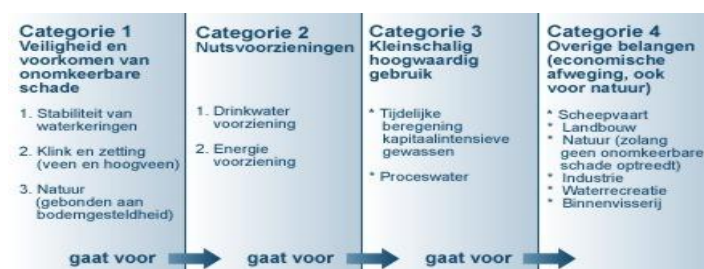 Categorie 1
Veiligheid en
voorkomen van
onomkeerbare
schade
1. Stabiliteit van
waterkeringen
2. Klink en zetting
(veen en hoogveen)
3. Natuur
(gebonden aan
bodemgesteldheid)
gaat voor
Categorie 2
Nutsvoorzieningen
1. Drinkwater
voorziening
2. Energie
voorziening
gaat voor
Categorie 3
Kleinschalig
hoogwaardig
gebruik
* Tijdelijke
beregening
kapitaalintensieve
gewassen
* Proceswater
gaat voor
Categorie 4
Overige belangen
(economische
afweging, ook
voor natuur)
* Scheepvaart
* Landbouw
* Natuur (zolang
geen onomkeerbare
schade optreedt)
* Industrie
* Waterrecreatie
* Binnenvisserij